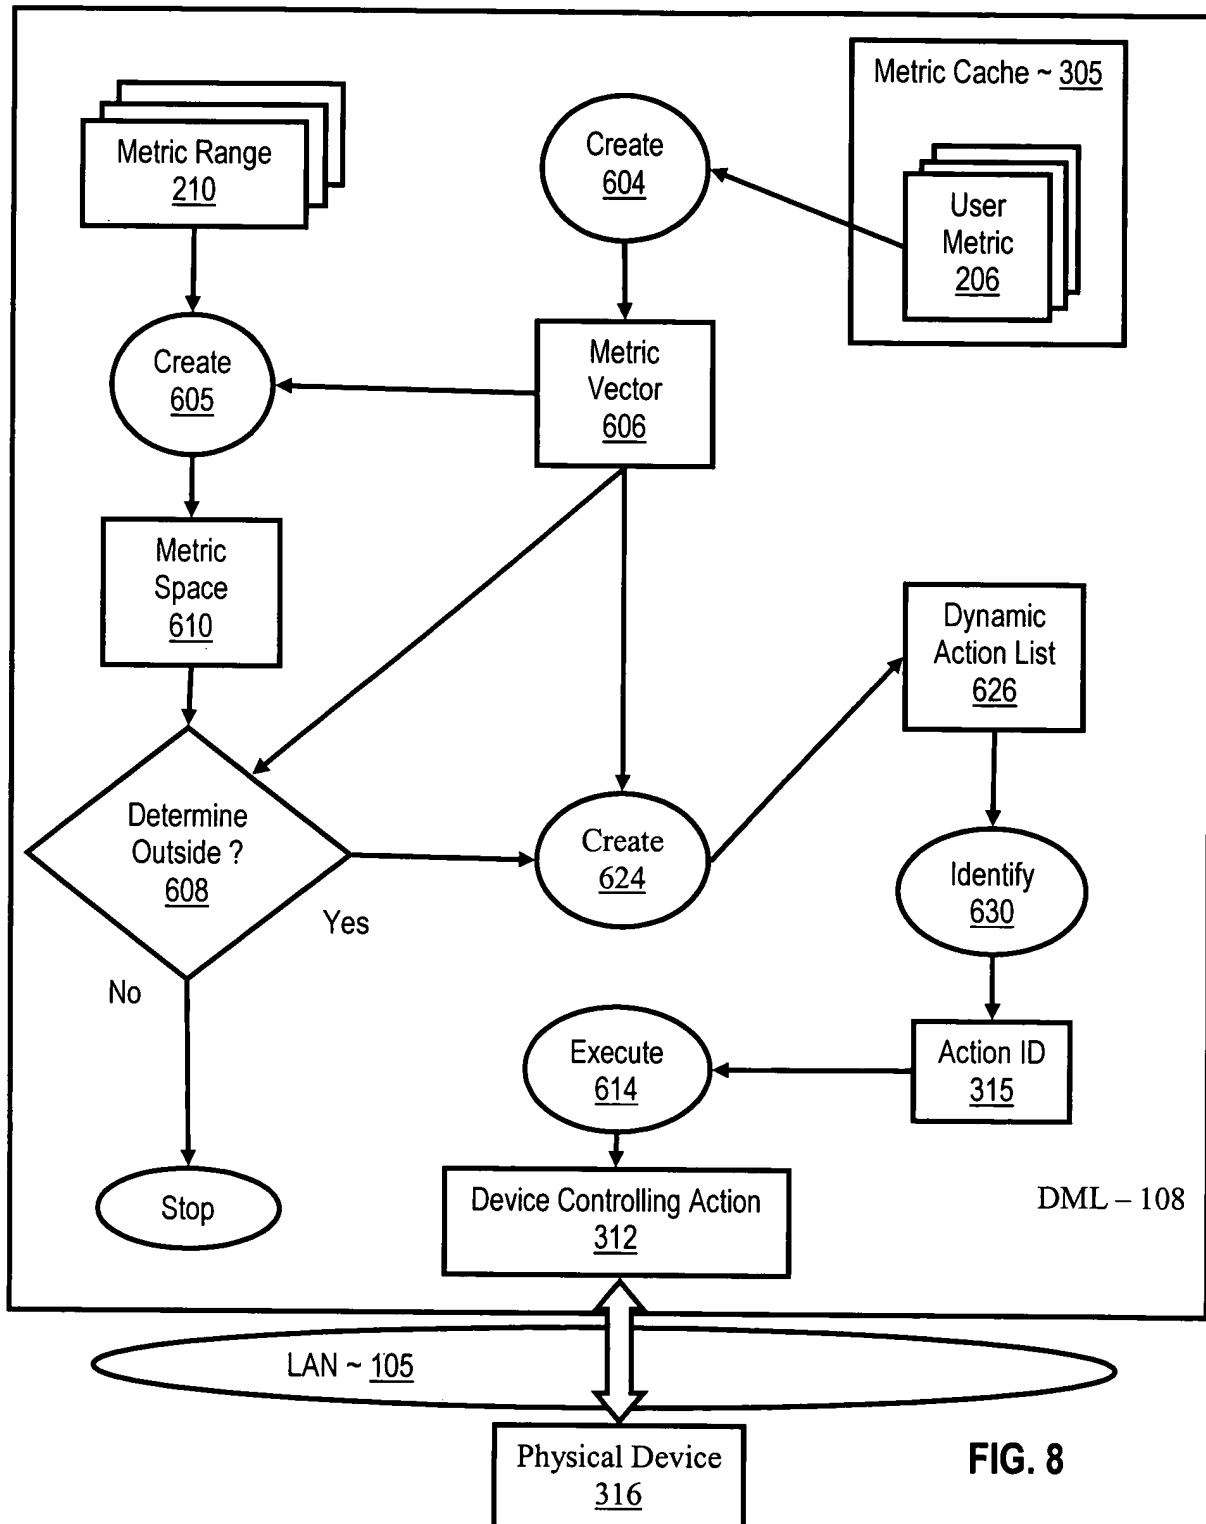 Metric Cache ~ 305
Metric Range
210
Create
604
User
Metric
206
Create
605
Metric
Vector
606
Metric
Space
610
Dynamic
Action List
626
Determine
Outside ?
608
Create
624
Identify
630
Yes
No
Execute
614
Action ID
315
Stop
Device Controlling Action
312
DML – 108
LAN ~ 105
Physical Device
316
FIG. 8